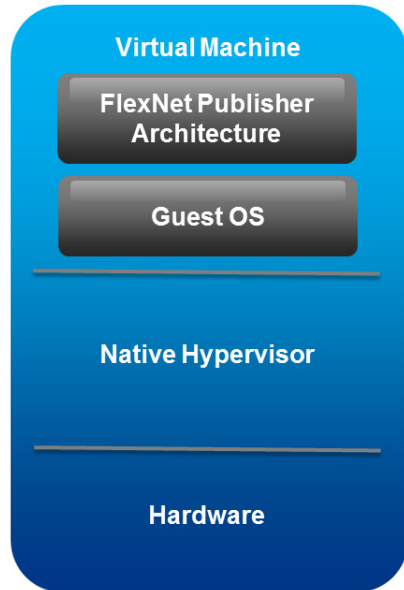 Virtual Machine
FlexNet Publisher
Architecture
Guest OS
Native Hypervisor
Hardware